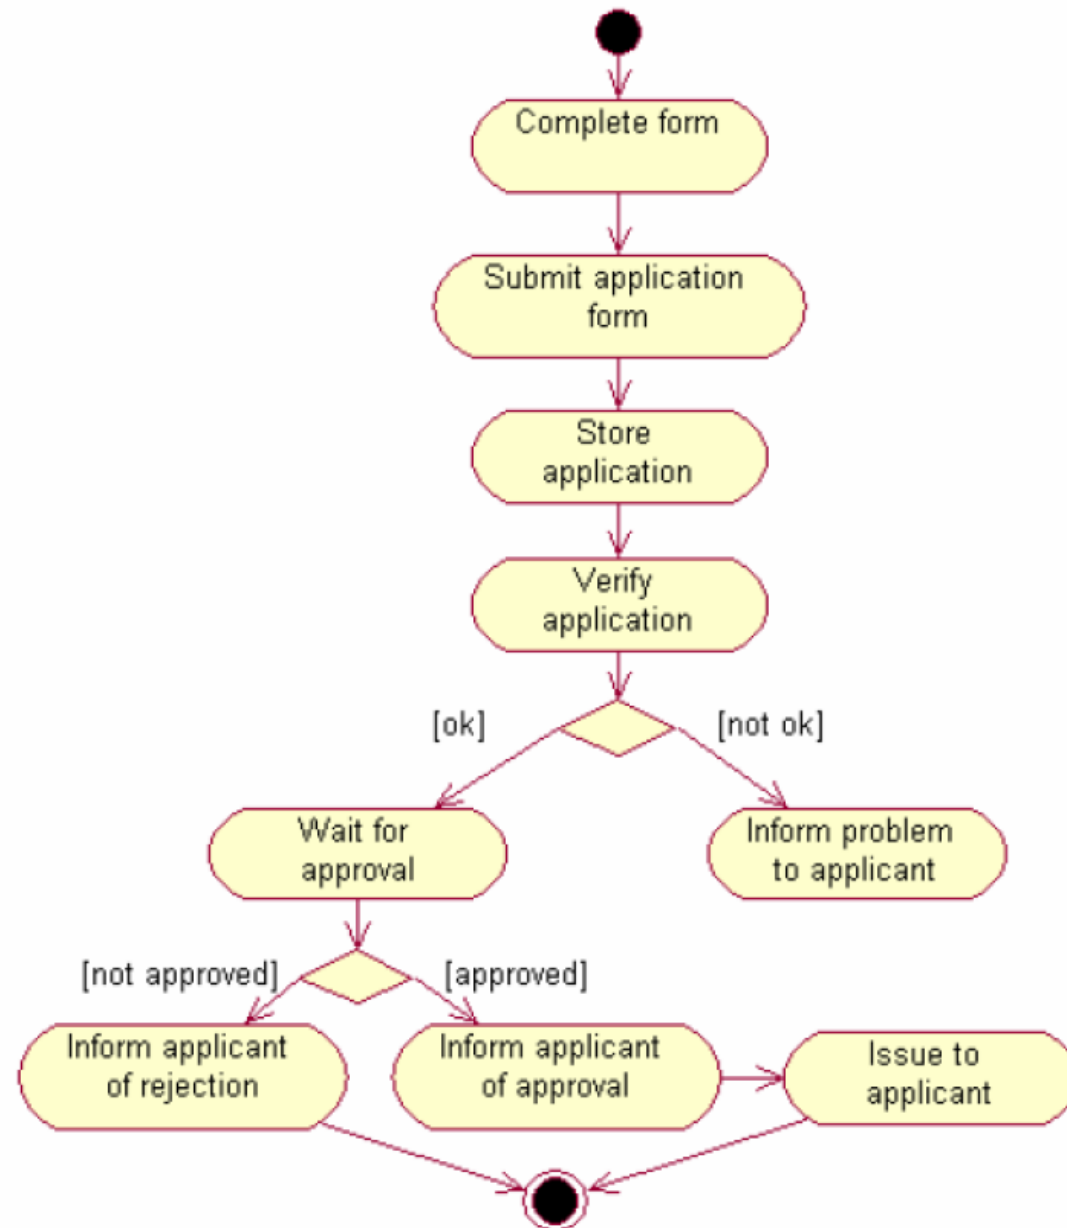 Complete form
Submit application
form
Store
application
Verify
application
[ok]
[not ok]
Wait for
approval
Inform problem
to applicant
[not approved]
[approved]
Inform applicant
of rejection
Inform applicant
of approval
Issue to
applicant